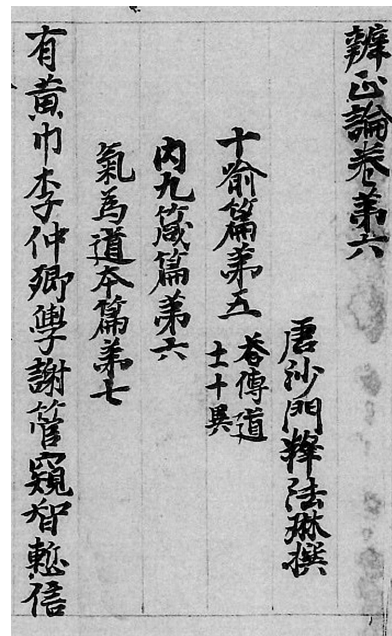 辯正論卷第六
唐沙門釋法琳撰
十喻篇第五 荅傅道士十異
内九箴篇第六
氣為道本篇第七
有黄巾李仲卿學謝管窺智慙信